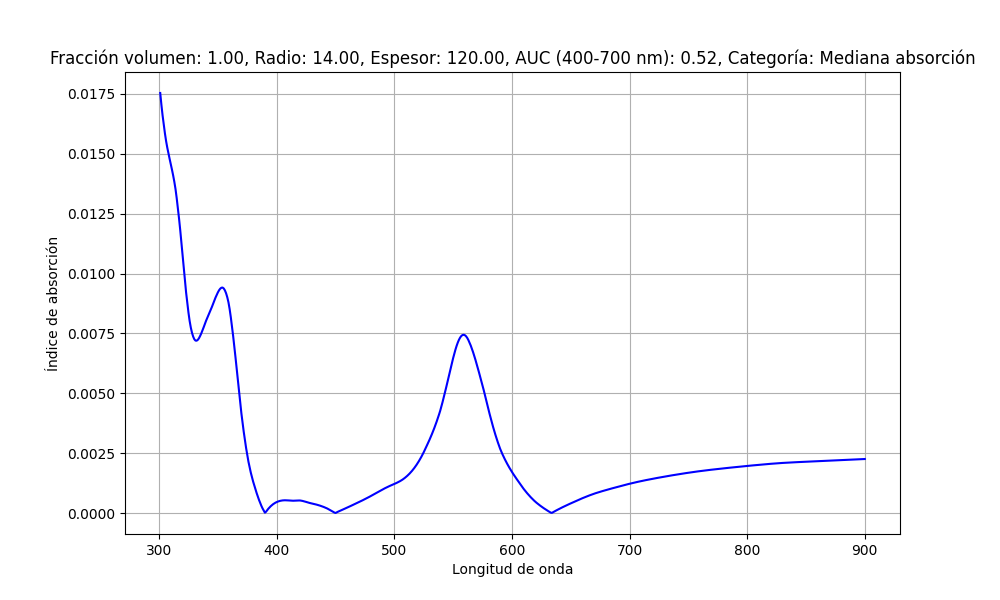 Fracción volumen: 1.00, Radio: 14.00, Espesor: 120.00, AUC (400-700 nm): 0.52, Categoría: Mediana absorción
Índice de absorción
0.0175
0.0150
0.0125
0.0100
0.0075
0.0050
0.0025
0.0000
300 400 500 600 700 800 900
Longitud de onda